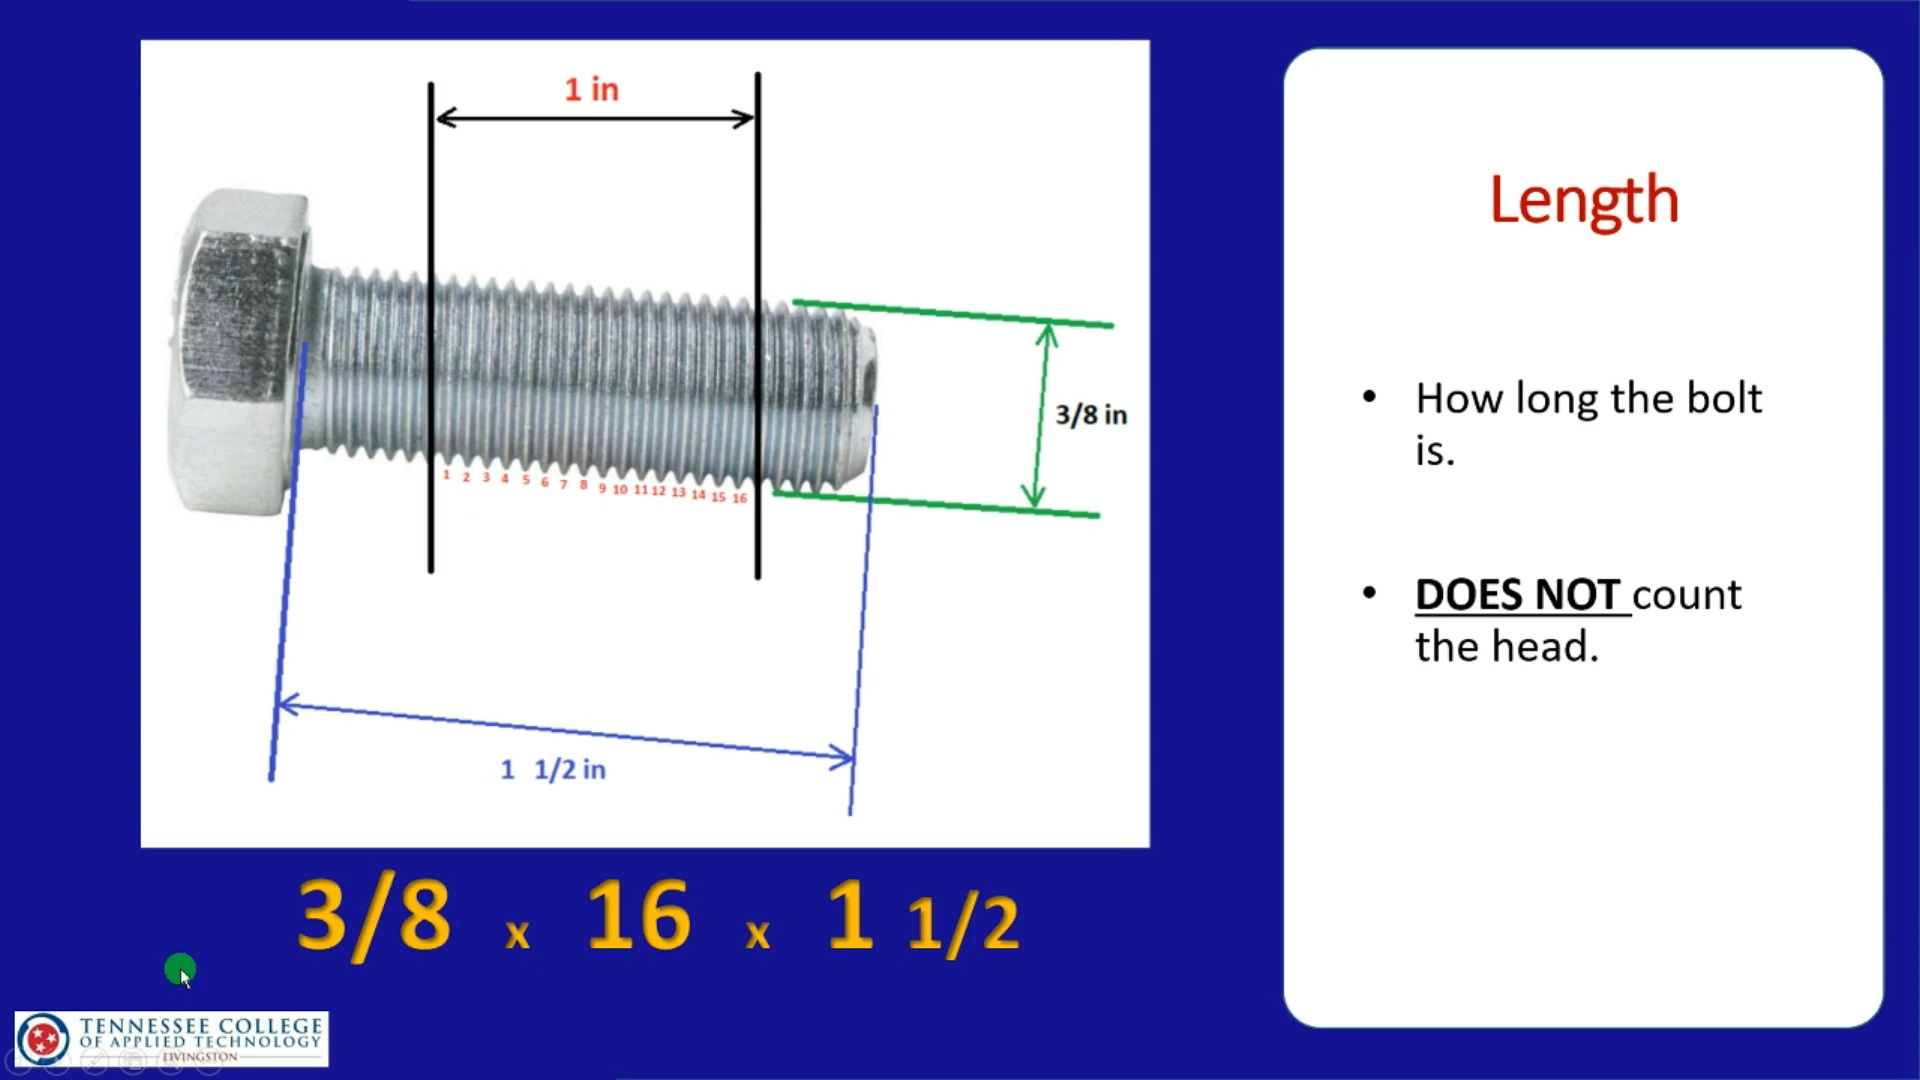 1 in
3/8 in
1 2 3 4 5 6 7 8 9 10 11 12 13 14 15 16
1 1/2 in
3/8 x 16 x 1 1/2
Length
• How long the bolt
is.
• DOES NOT count
the head.
TENNESSEE COLLEGE
OF APPLIED TECHNOLOGY
LIVINGSTON